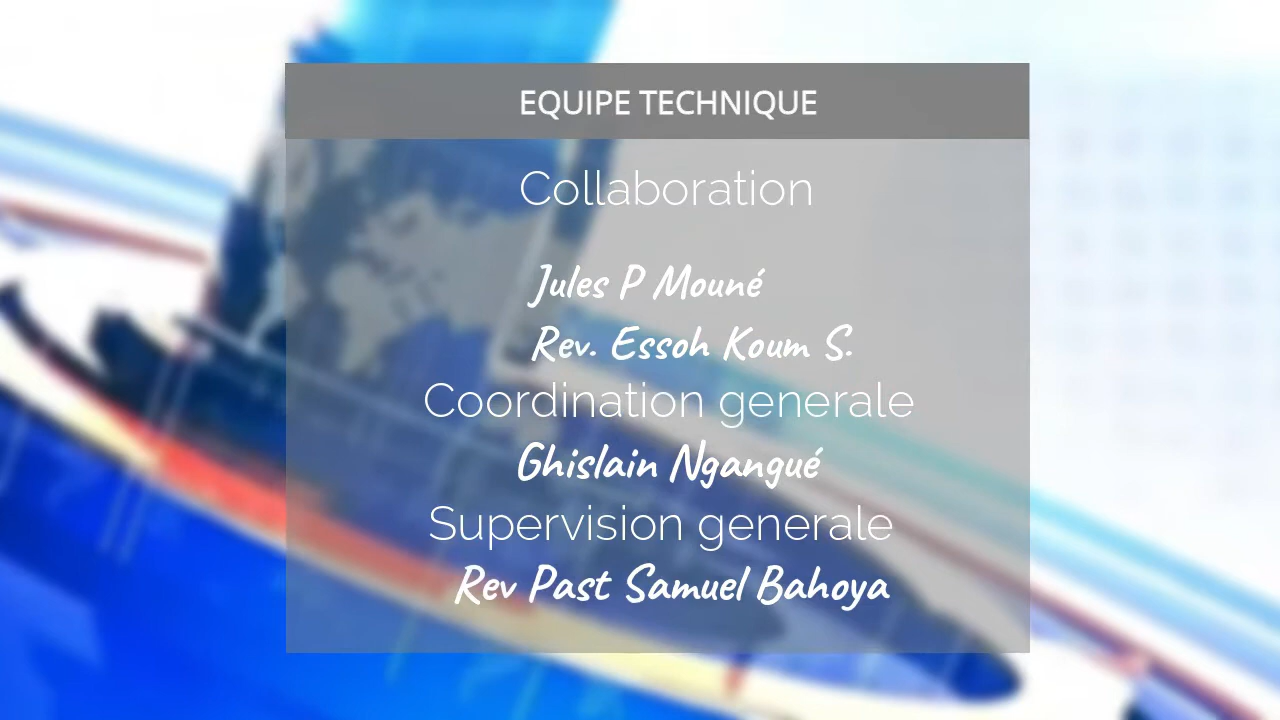 EQUIPE TECHNIQUE
Collaboration
Jules P Mouné
Rev. Essoh Koum S.
Coordination generale
Ghislain Ngangué
Supervision generale
Rev Past Samuel Bahoya